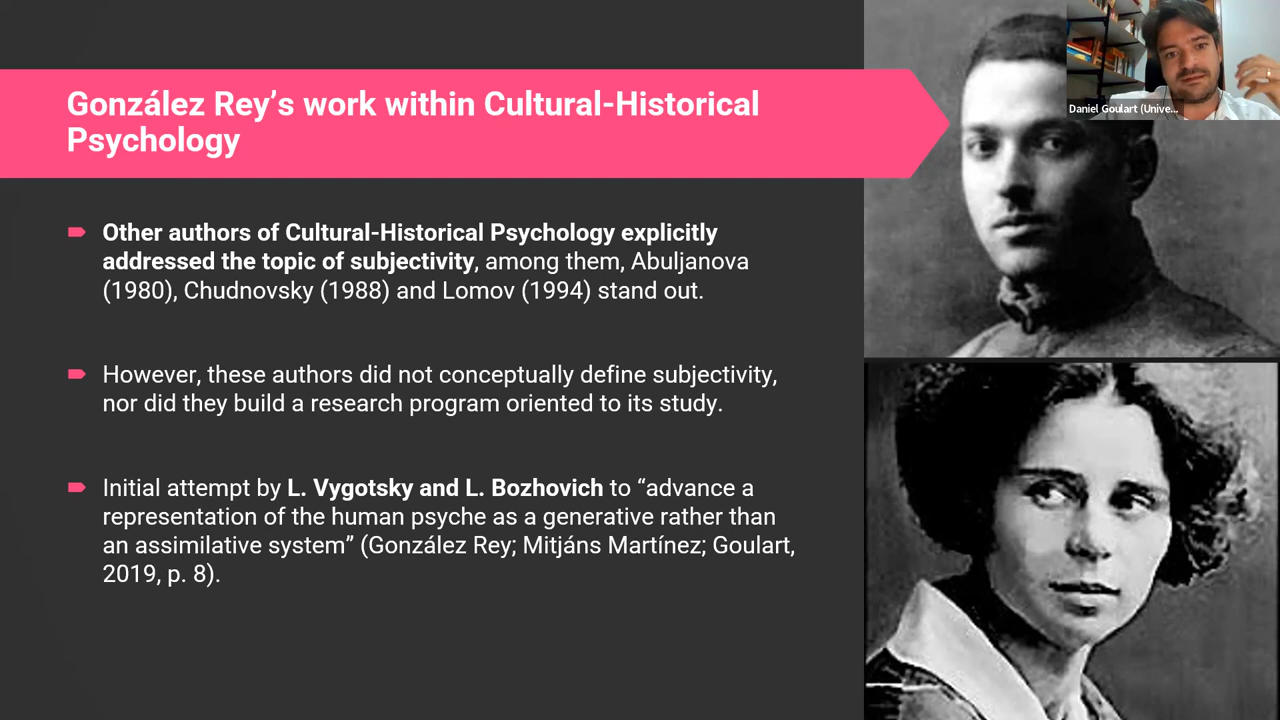 González Rey’s work within Cultural-Historical
Psychology
Daniel Goulart (Unive...
Other authors of Cultural-Historical Psychology explicitly
addressed the topic of subjectivity, among them, Abuljanova
(1980), Chudnovsky (1988) and Lomov (1994) stand out.
However, these authors did not conceptually define subjectivity,
nor did they build a research program oriented to its study.
Initial attempt by L. Vygotsky and L. Bozhovich to “advance a
representation of the human psyche as a generative rather than
an assimilative system” (González Rey; Mitjáns Martínez; Goulart,
2019, p. 8).